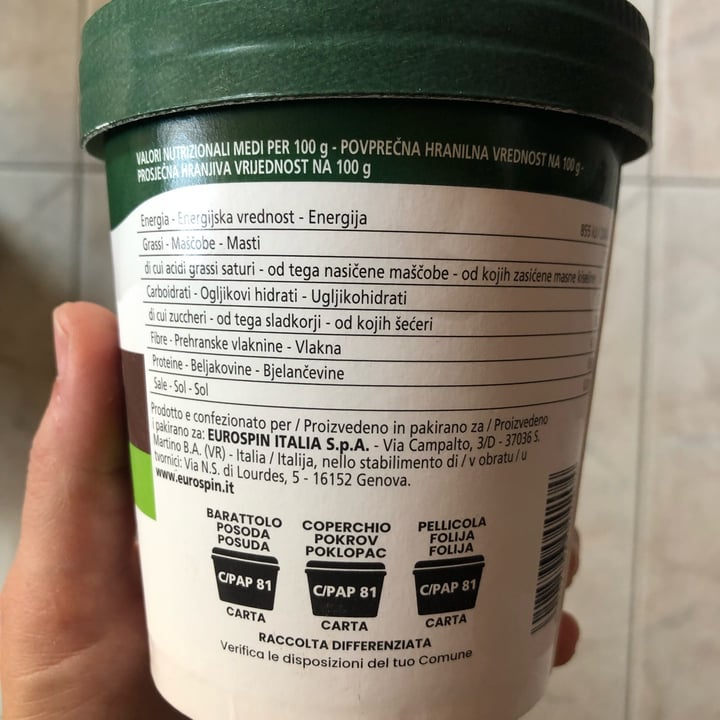 VALORI NUTRIZIONALI MEDI PER 100 g - POVPREČNA HRANILNA VREDNOST NA 100 g -
PROSJEČNA HRANJIVA VRIJEDNOST NA 100 g
Energia - Energijska vrednost - Energija
Grassi - Maščobe - Masti
di cui acidi grassi saturi - od tega nasičene maščobe - od kojih zasićene masne kiseline
Carboidrati - Ogljikovi hidrati - Ugljikohidrati
di cui zuccheri - od tega sladkorji - od kojih šećeri
Fibre - Prehranske vlaknine - Vlakna
Proteine - Beljakovine - Bjelančevine
Sale - Sol - Sol
Prodotto e confezionato per / Proizvedeno in pakirano za / Proizvedeno
i pakirano za: EUROSPIN ITALIA S.p.A. - Via Campalto, 3/D - 37036 S.
Martino B.A. (VR) - Italia / Italija, nello stabilimento di / v obratu / u
tvornici: Via N.S. di Lourdes, 5 - 16152 Genova.
www.eurospin.it
BARATTOLO
POSODA
POSUDA
C/PAP 81
CARTA
COPERCHIO
POKROV
POKLOPAC
C/PAP 81
CARTA
PELLICOLA
FOLIJA
FOLIJA
C/PAP 81
CARTA
RACCOLTA DIFFERENZIATA
Verifica le disposizioni del tuo Comune